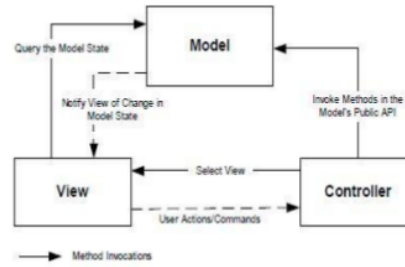 Model
Query the Model State
Notify View of Change in
Model State
Invoke Methods in the
Model's Public API
View
Select View
Controller
User Actions/Commands
Method Invocations